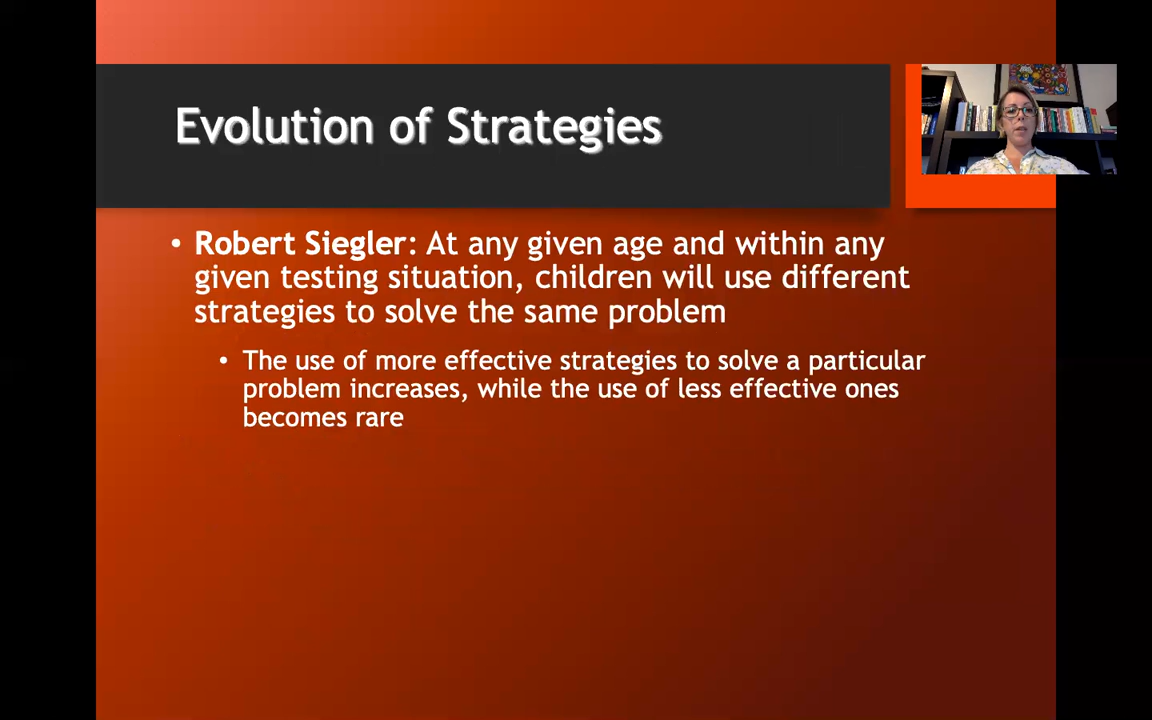 Evolution of Strategies
• Robert Siegler: At any given age and within any
given testing situation, children will use different
strategies to solve the same problem
• The use of more effective strategies to solve a particular
problem increases, while the use of less effective ones
becomes rare